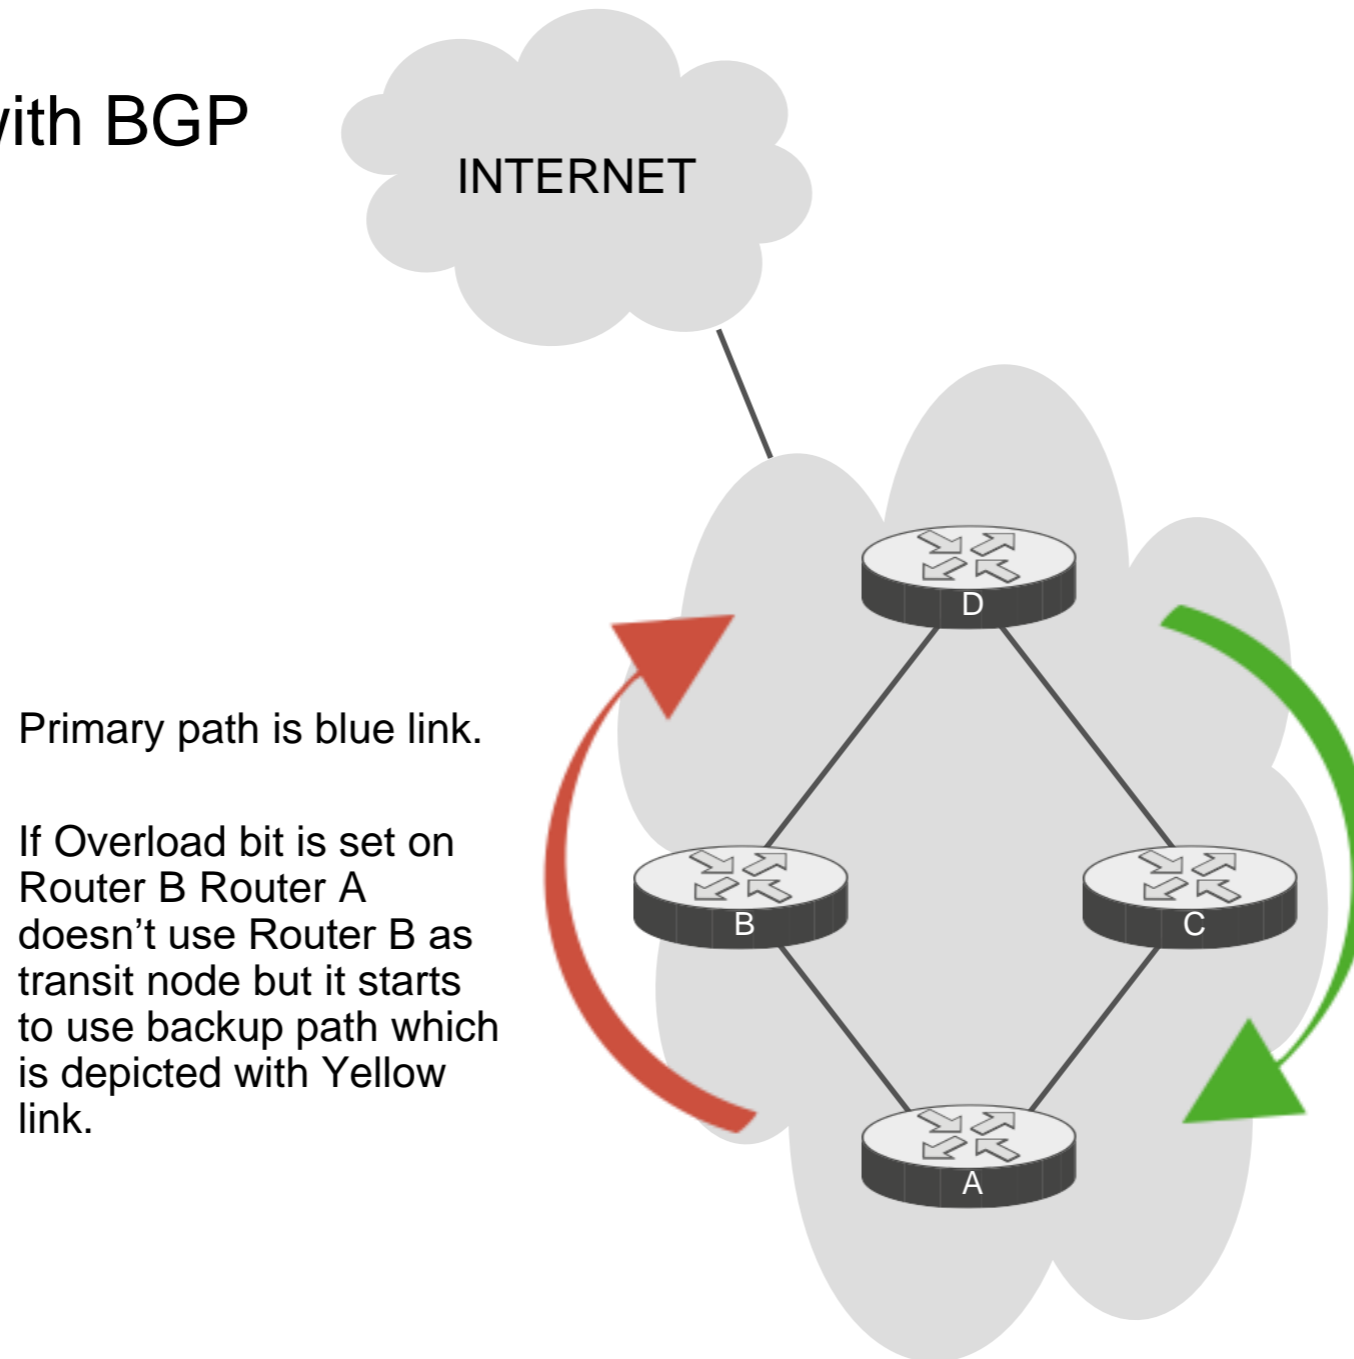 with BGP
INTERNET
D
Primary path is blue link.
If Overload bit is set on
Router B Router A
doesn’t use Router B as
transit node but it starts
to use backup path which
is depicted with Yellow
link.
B
C
A